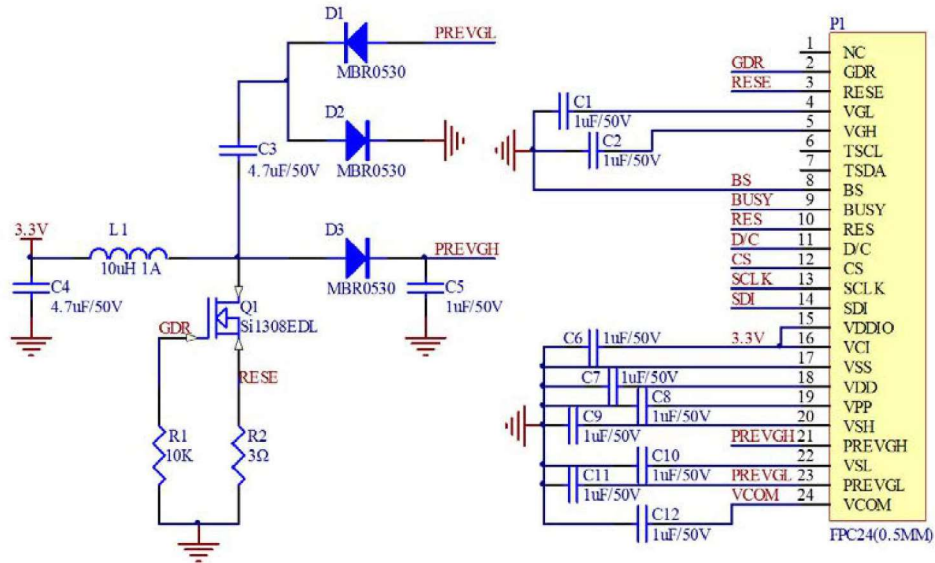 D1
PREVGL
MBR0530
D2
MBR0530
C3
4.7uF/50V
3.3V
L1
10uH 1A
C4
4.7uF/50V
D3
PREVGH
MBR0530
C5
1uF/50V
Q1
Si1308EDL
GDR
RESE
R1
10K
R2
3Ω
P1
1 NC
GDR 2 GDR
RESE 3 RESE
C1
1uF/50V
4 VGL
C2
1uF/50V
5 VGH
6 TSCL
7 TSDA
BS 8 BS
BUSY 9 BUSY
RES 10 RES
D/C 11 D/C
CS 12 CS
SCLK 13 SCLK
SDI 14 SDI
15 VDDIO
C6 1uF/50V 3.3V 16 VCI
17 VSS
C7 1uF/50V 18 VDD
C8 19 VPP
1uF/50V
C9 20 VSH
1uF/50V
PREVGH 21 PREVGH
C10 22 VSL
1uF/50V
C11 PREVGL 23 PREVGL
1uF/50V
VCOM 24 VCOM
C12
1uF/50V
FPC24(0.5MM)